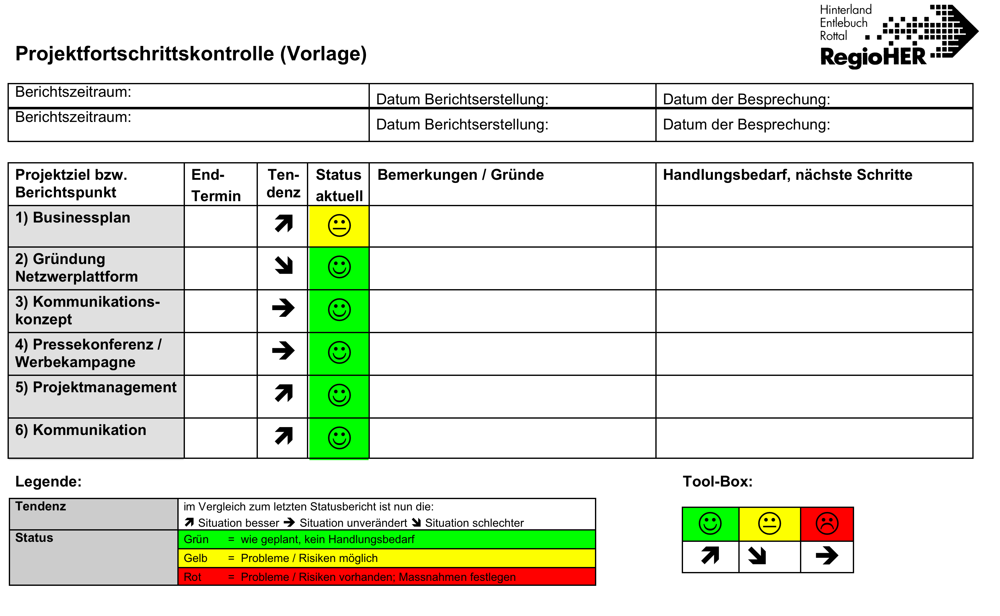 Hinterland
Entlebuch
Rottal
RegioHER
Projektfortschrittskontrolle (Vorlage)
Berichtszeitraum:
Datum Berichtserstellung:
Datum der Besprechung:
Berichtszeitraum:
Datum Berichtserstellung:
Datum der Besprechung:
Projektziel bzw.
Berichtspunkt
End-
Termin
Ten-
denz
Status
aktuell
Bemerkungen / Gründe
Handlungsbedarf, nächste Schritte
1) Businessplan
2) Gründung
Netzwerplattform
3) Kommunikations-
konzept
4) Pressekonferenz /
Werbekampagne
5) Projektmanagement
6) Kommunikation
Legende:
Tool-Box:
Tendenz
im Vergleich zum letzten Statusbericht ist nun die:
Situation besser Situation unverändert Situation schlechter
Status
Grün = wie geplant, kein Handlungsbedarf
Gelb = Probleme / Risiken möglich
Rot = Probleme / Risiken vorhanden; Massnahmen festlegen